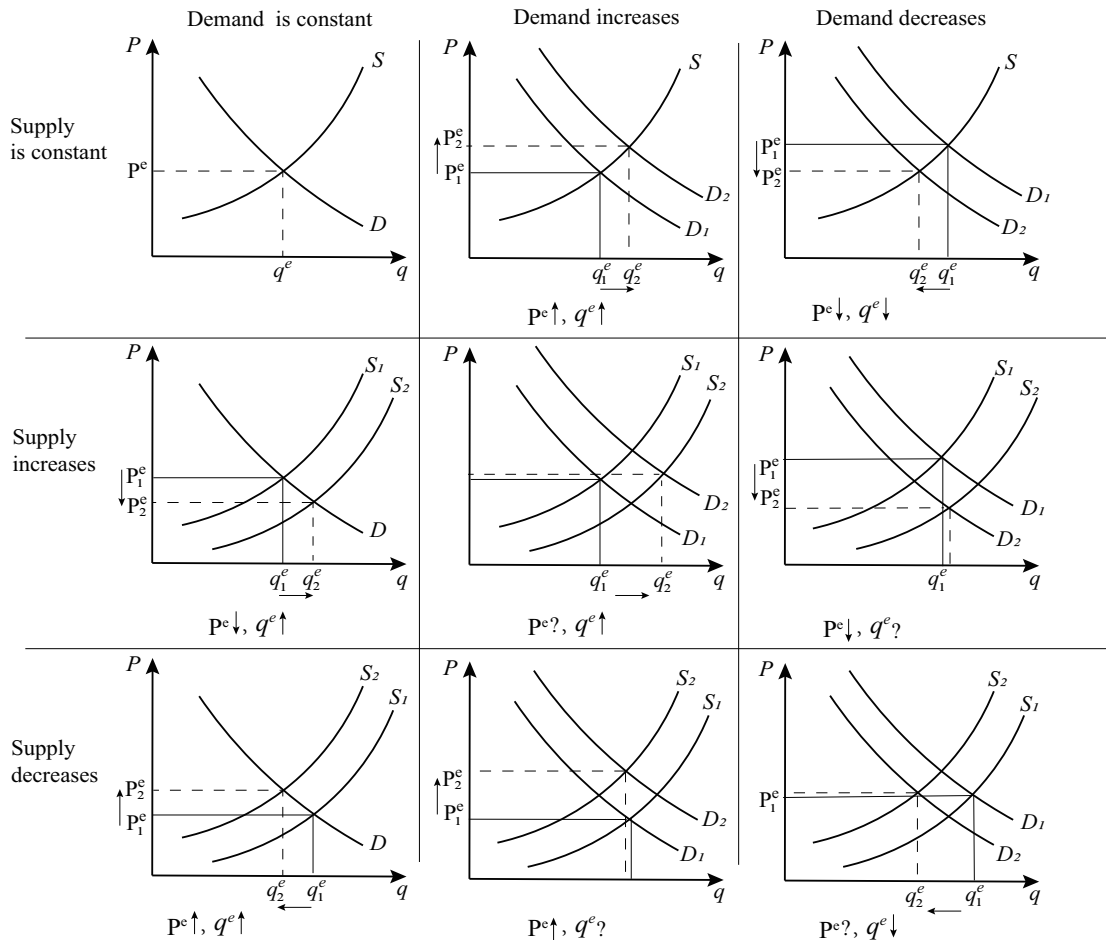 Demand is constant
Demand increases
Demand decreases
Supply
is constant
P
S
Pᵉ
D
qᵉ
q
P
S
P₂ᵉ
P₁ᵉ
D₂
D₁
q₁ᵉ q₂ᵉ q
Pᵉ↑, qᵉ↑
P
S
P₁ᵉ
P₂ᵉ
D₁
D₂
q₂ᵉ q₁ᵉ q
Pᵉ↓, qᵉ↓
Supply
increases
P
S₁
S₂
P₁ᵉ
P₂ᵉ
D
q₁ᵉ q₂ᵉ q
Pᵉ↓, qᵉ↑
P
S₁
S₂
D₂
D₁
q₁ᵉ q₂ᵉ q
Pᵉ?, qᵉ↑
P
S₁
S₂
P₁ᵉ
P₂ᵉ
D₁
D₂
q₁ᵉ q
Pᵉ↓, qᵉ?
Supply
decreases
P
S₂
S₁
P₂ᵉ
P₁ᵉ
D
q₂ᵉ q₁ᵉ q
Pᵉ↑, qᵉ↑
P
S₂
S₁
P₂ᵉ
P₁ᵉ
D₂
D₁
q
Pᵉ↑, qᵉ?
P
S₂
S₁
P₁ᵉ
D₁
D₂
q₂ᵉ q₁ᵉ q
Pᵉ?, qᵉ↓